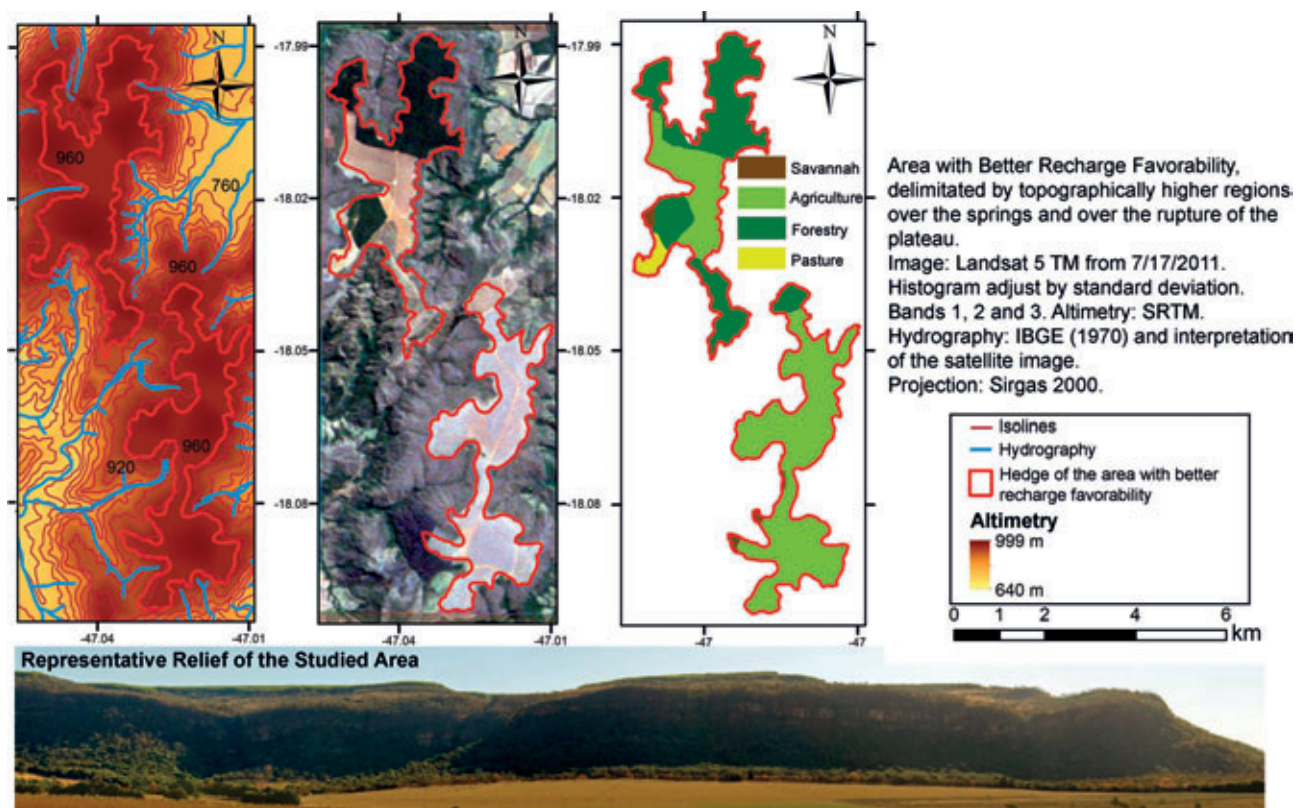 N
N
N
-17.99
-18.02
-18.05
-18.08
-17.99
-18.02
-18.05
-18.08
960
760
960
920
960
-47.04
-47.01
-47.04
-47.01
-47
-47
Savannah
Agriculture
Forestry
Pasture
Area with Better Recharge Favorability,
delimitated by topographically higher regions
over the springs and over the rupture of the
plateau.
Image: Landsat 5 TM from 7/17/2011.
Histogram adjust by standard deviation.
Bands 1, 2 and 3. Altimetry: SRTM.
Hydrography: IBGE (1970) and interpretation
of the satellite image.
Projection: Sirgas 2000.
Isolines
Hydrography
Hedge of the area with better
recharge favorability
Altimetry
999 m
640 m
0 1 2 4 6
km
Representative Relief of the Studied Area